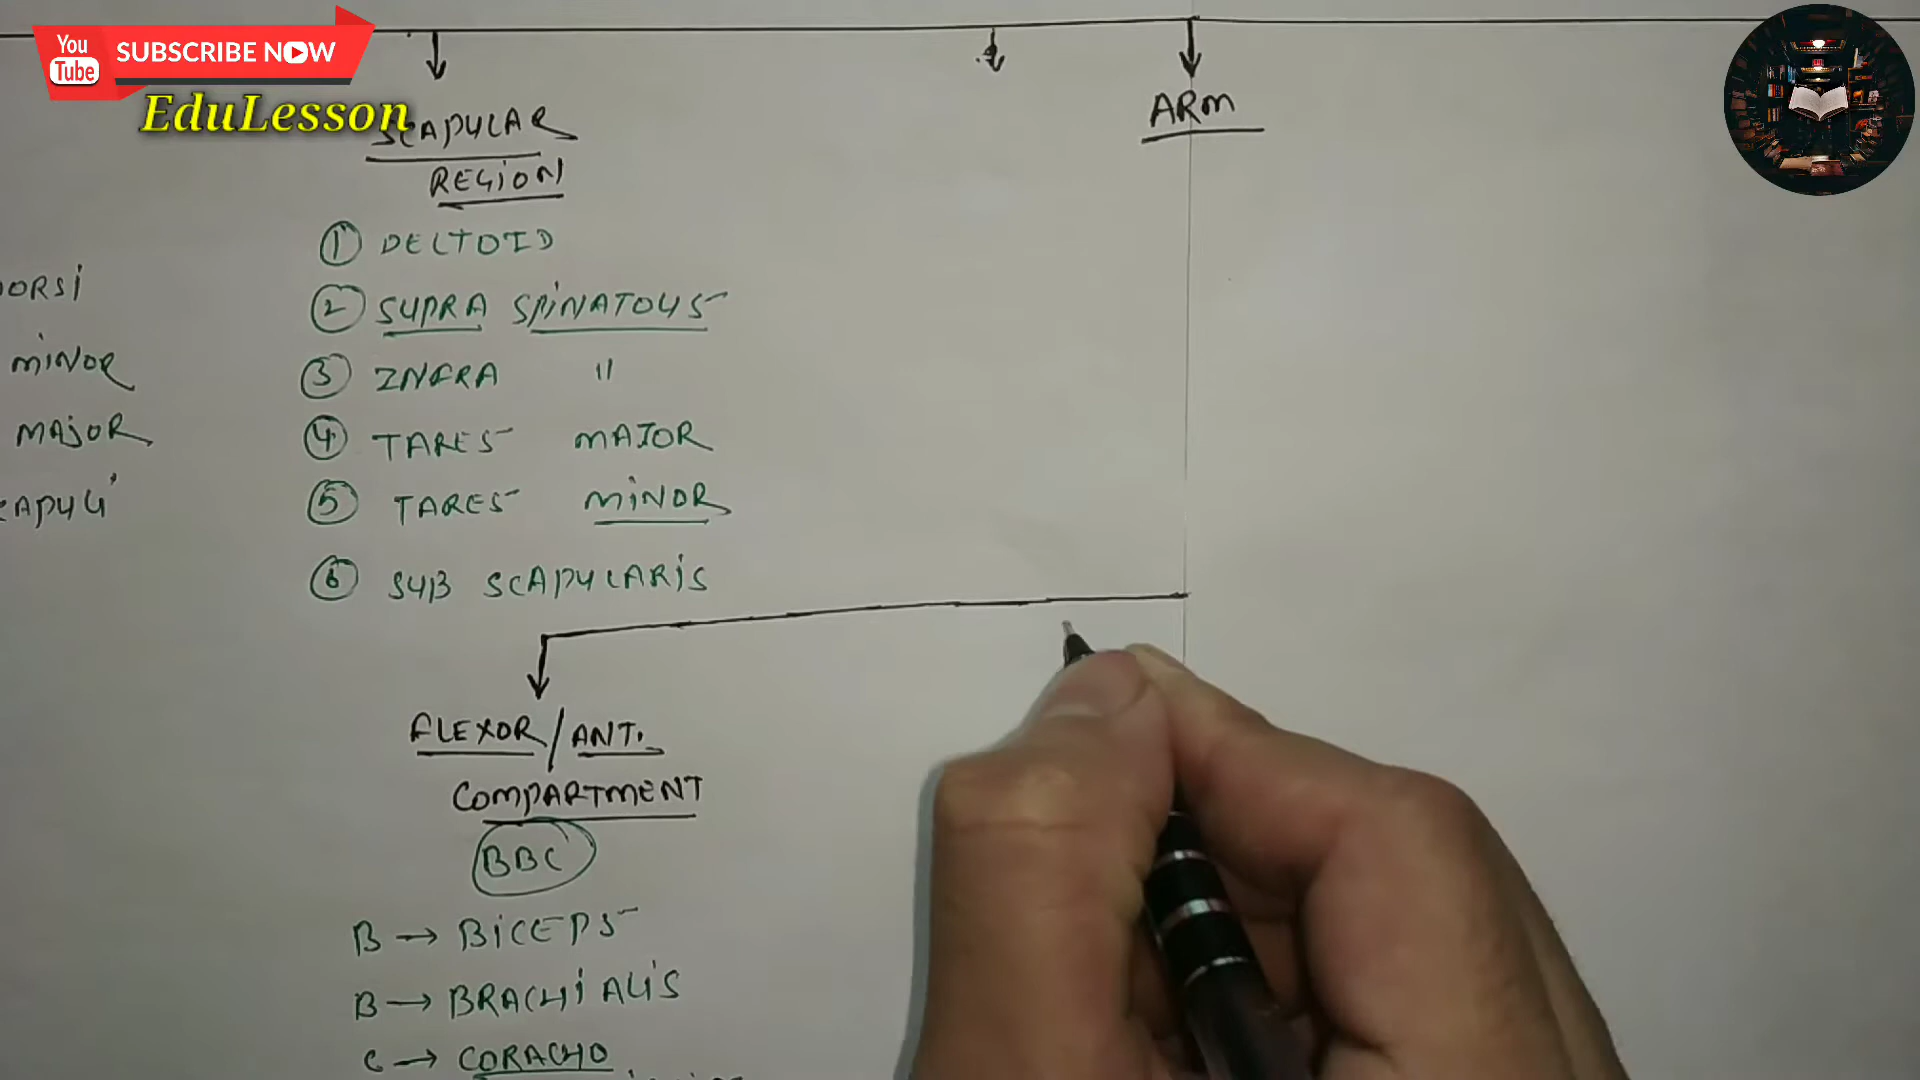 You
Tube
SUBSCRIBE NOW
EduLesson
SCAPULAR
REGION
① DELTOID
② SUPRA SPINATOUS
③ INFRA "
④ TARES MAJOR
⑤ TARES MINOR
⑥ SUB SCAPULARIS
ORSI
MINOR
MAJOR
ARM
FLEXOR / ANT.
COMPARTMENT
BBC
B → BICEPS
B → BRACHIALIS
C → CORACHO